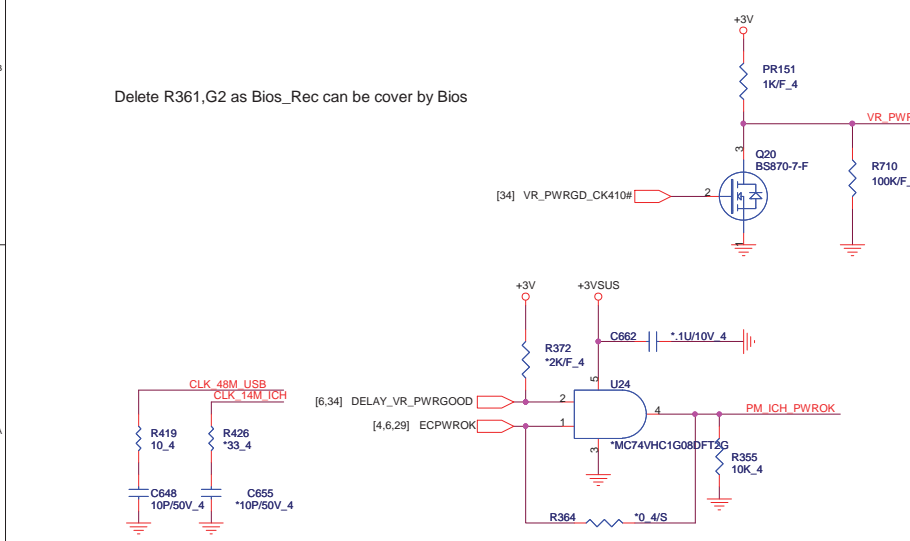 +3V
B
PR151
1K/F_4
Delete R361,G2 as Bios_Rec can be cover by Bios
VR_PWR
3
Q20
BS870-7-F
R710
100K/F_
[34] VR_PWRGD_CK410#
2
1
+3V
+3VSUS
C662
*.1U/10V_4
R372
*2K/F_4
5
U24
CLK_48M_USB
CLK_14M_ICH
[6,34] DELAY_VR_PWRGOOD
2
4
PM_ICH_PWROK
[4,6,29] ECPWROK
1
A
R419
10_4
R426
*33_4
3
*MC74VHC1G08DFT2G
R355
10K_4
C648
10P/50V_4
C655
*10P/50V_4
R364
*0_4/S